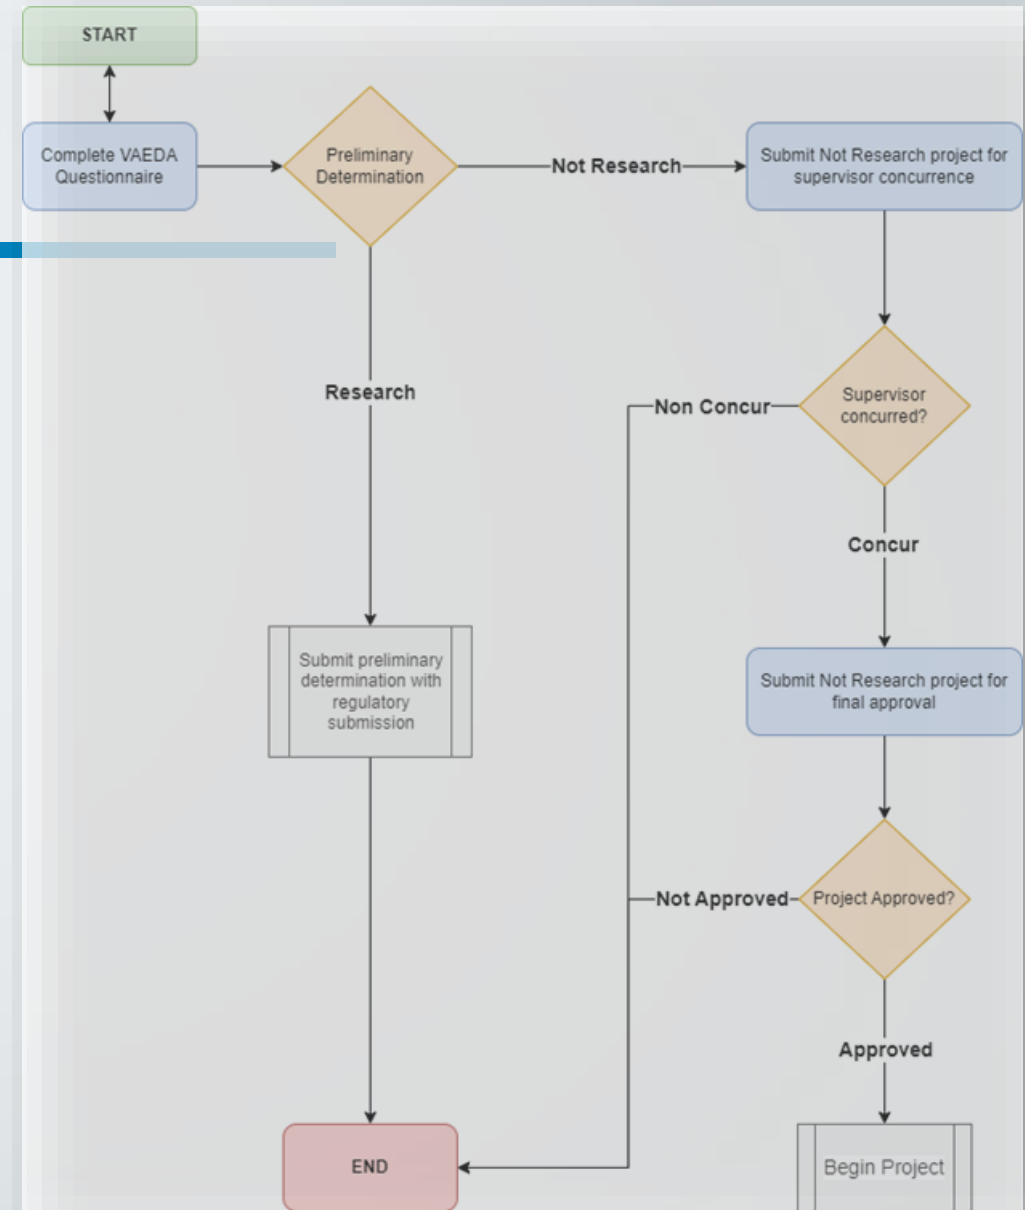 START
Complete VAEDA
Questionnaire
Preliminary
Determination
Not Research
Submit Not Research project for
supervisor concurrence
Research
Non Concur
Supervisor
concurred?
Concur
Submit preliminary
determination with
regulatory
submission
Submit Not Research project for
final approval
Not Approved
Project Approved?
Approved
END
Begin Project